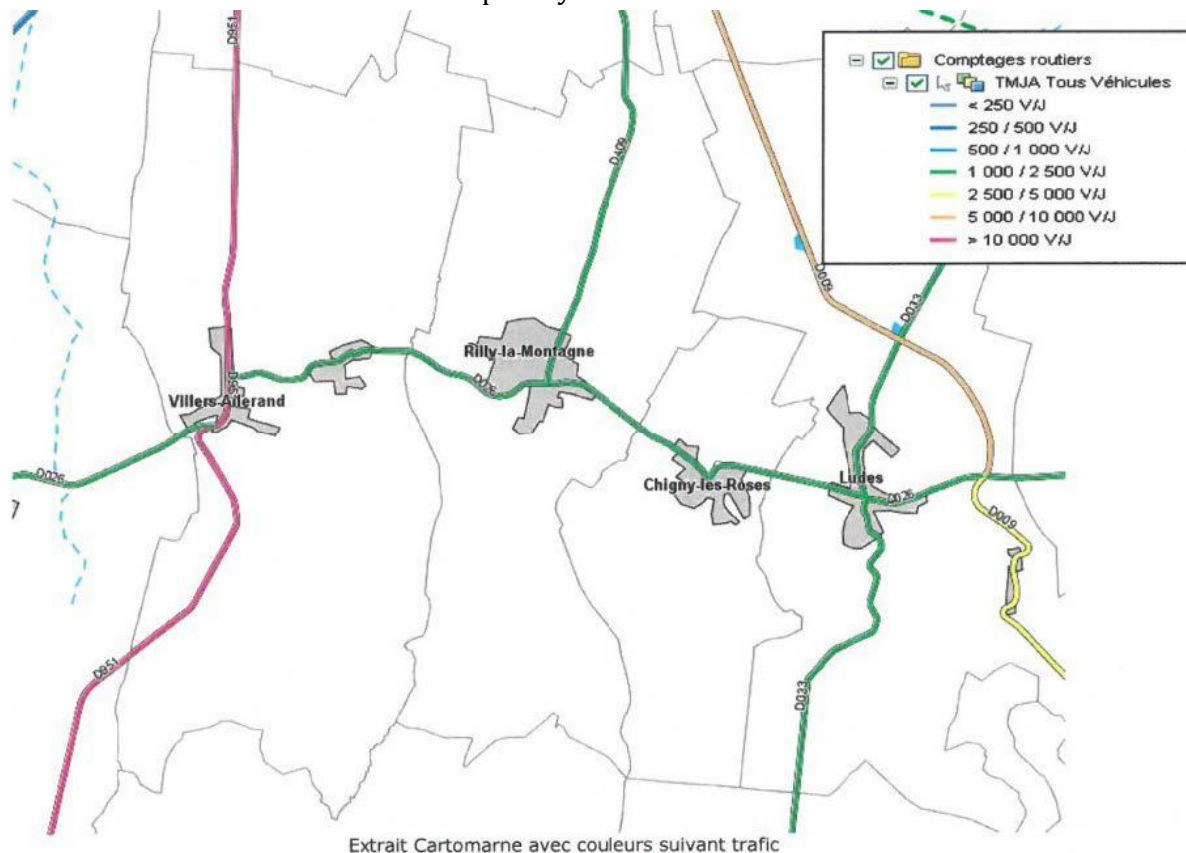 D951
Comptages routiers
TMJA Tous Véhicules
< 250 V/J
250 / 500 V/J
500 / 1 000 V/J
1 000 / 2 500 V/J
2 500 / 5 000 V/J
5 000 / 10 000 V/J
> 10 000 V/J
D409
D009
D033
Rilly-la-Montagne
D026
Villers-Allerand
D026
Chigny-les-Roses
Ludes
D026
D009
D951
D033
Extrait Cartomarne avec couleurs suivant trafic